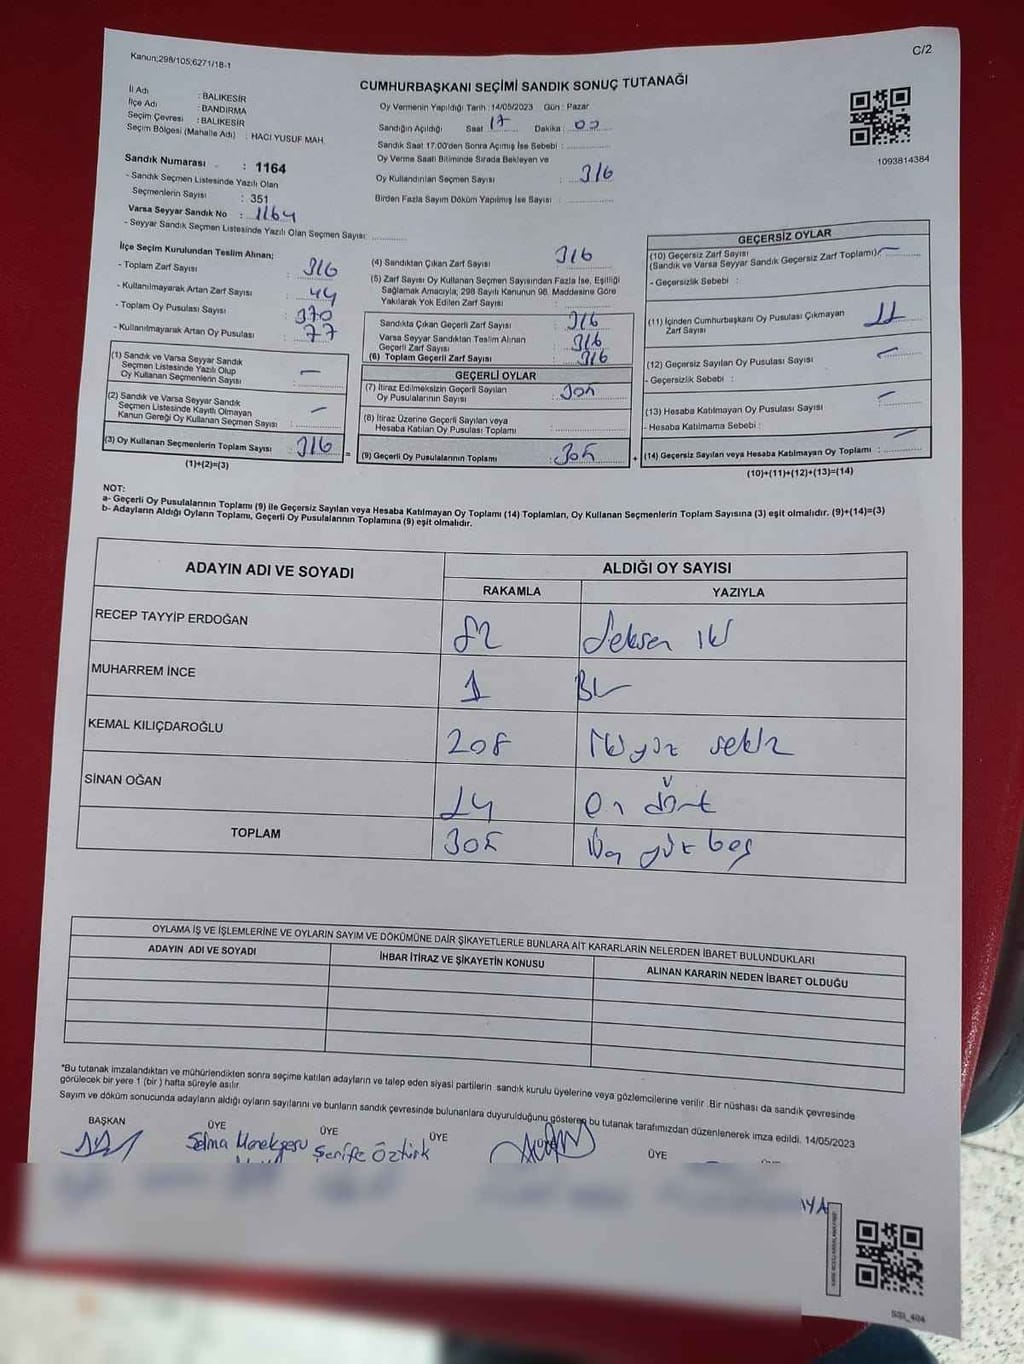 Kanun;298/105;6271/18-1
C/2
CUMHURBAŞKANI SEÇİMİ SANDIK SONUÇ TUTANAĞI
İl Adı : BALIKESİR
İlçe Adı : BANDIRMA
Seçim Çevresi : BALIKESİR
Seçim Bölgesi (Mahalle Adı) : HACI YUSUF MAH.
Oy Vermenin Yapıldığı Tarih :14/05/2023 Gün : Pazar
Sandığın Açıldığı Saat 17 Dakika : 00
Sandık Saat 17:00'den Sonra Açımış İse Sebebi :
Oy Verme Saati Bitiminde Sırada Bekleyen ve
Oy Kullandırılan Seçmen Sayısı : 316
Birden Fazla Sayım Döküm Yapılmış İse Sayısı :
1093814384
Sandık Numarası : 1164
- Sandık Seçmen Listesinde Yazılı Olan
Seçmenlerin Sayısı : 351
Varsa Seyyar Sandık No : 1164
- Seyyar Sandık Seçmen Listesinde Yazılı Olan Seçmen Sayısı:
İlçe Seçim Kurulundan Teslim Alınan;
- Toplam Zarf Sayısı : 316
- Kullanılmayarak Artan Zarf Sayısı : 44
- Toplam Oy Pusulası Sayısı : 370
- Kullanılmayarak Artan Oy Pusulası : 77
(1) Sandık ve Varsa Seyyar Sandık
Seçmen Listesinde Yazılı Olup
Oy Kullanan Seçmenlerin Sayısı : —
(2) Sandık ve Varsa Seyyar Sandık
Seçmen Listesinde Kayıtlı Olmayan
Kanun Gereği Oy Kullanan Seçmen Sayısı : —
(3) Oy Kullanan Seçmenlerin Toplam Sayısı : 316
(1)+(2)=(3)
(4) Sandıktan Çıkan Zarf Sayısı : 316
(5) Zarf Sayısı Oy Kullanan Seçmen Sayısından Fazla İse, Eşitliği
Sağlamak Amacıyla; 298 Sayılı Kanunun 98. Maddesine Göre
Yakılarak Yok Edilen Zarf Sayısı :
Sandıkta Çıkan Geçerli Zarf Sayısı : 316
Varsa Seyyar Sandıktan Teslim Alınan
Geçerli Zarf Sayısı : 316
(6) Toplam Geçerli Zarf Sayısı : 316
GEÇERLİ OYLAR
(7) İtiraz Edilmeksizin Geçerli Sayılan
Oy Pusulalarının Sayısı : 305
(8) İtiraz Üzerine Geçerli Sayılan veya
Hesaba Katılan Oy Pusulası Toplamı :
(9) Geçerli Oy Pusulalarının Toplamı : 305
GEÇERSİZ OYLAR
(10) Geçersiz Zarf Sayısı
(Sandık ve Varsa Seyyar Sandık Geçersiz Zarf Toplamı): —
- Geçersizlik Sebebi :
(11) İçinden Cumhurbaşkanı Oy Pusulası Çıkmayan
Zarf Sayısı : 11
(12) Geçersiz Sayılan Oy Pusulası Sayısı : —
- Geçersizlik Sebebi :
(13) Hesaba Katılmayan Oy Pusulası Sayısı : —
- Hesaba Katılmama Sebebi :
(14) Geçersiz Sayılan veya Hesaba Katılmayan Oy Toplamı : —
(10)+(11)+(12)+(13)=(14)
NOT:
a- Geçerli Oy Pusulalarının Toplamı (9) ile Geçersiz Sayılan veya Hesaba Katılmayan Oy Toplamı (14) Toplamları, Oy Kullanan Seçmenlerin Toplam Sayısına (3) eşit olmalıdır. (9)+(14)=(3)
b- Adayların Aldığı Oyların Toplamı, Geçerli Oy Pusulalarının Toplamına (9) eşit olmalıdır.
ADAYIN ADI VE SOYADI ALDIĞI OY SAYISI
RAKAMLA YAZIYLA
RECEP TAYYİP ERDOĞAN 82 Seksen iki
MUHARREM İNCE 1 Bir
KEMAL KILIÇDAROĞLU 208 İki yüz sekiz
SİNAN OĞAN 14 On dört
TOPLAM 305 Üç yüz beş
OYLAMA İŞ VE İŞLEMLERİNE VE OYLARIN SAYIM VE DÖKÜMÜNE DAİR ŞİKAYETLERLE BUNLARA AİT KARARLARIN NELERDEN İBARET BULUNDUKLARI
ADAYIN ADI VE SOYADI İHBAR İTİRAZ VE ŞİKAYETİN KONUSU ALINAN KARARIN NEDEN İBARET OLDUĞU
*Bu tutanak imzalandıktan ve mühürlendikten sonra seçime katılan adayların ve talep eden siyasi partilerin sandık kurulu üyelerine veya gözlemcilerine verilir .Bir nüshası da sandık çevresinde
görülecek bir yere 1 (bir ) hafta süreyle asılır.
Sayım ve döküm sonucunda adayların aldığı oyların sayılarını ve bunların sandık çevresinde bulunanlara duyurulduğunu gösteren bu tutanak tarafımızdan düzenlenerek imza edildi. 14/05/2023
BAŞKAN ÜYE ÜYE ÜYE ÜYE ÜYE
Selma Menekşesu Şerife Öztürk